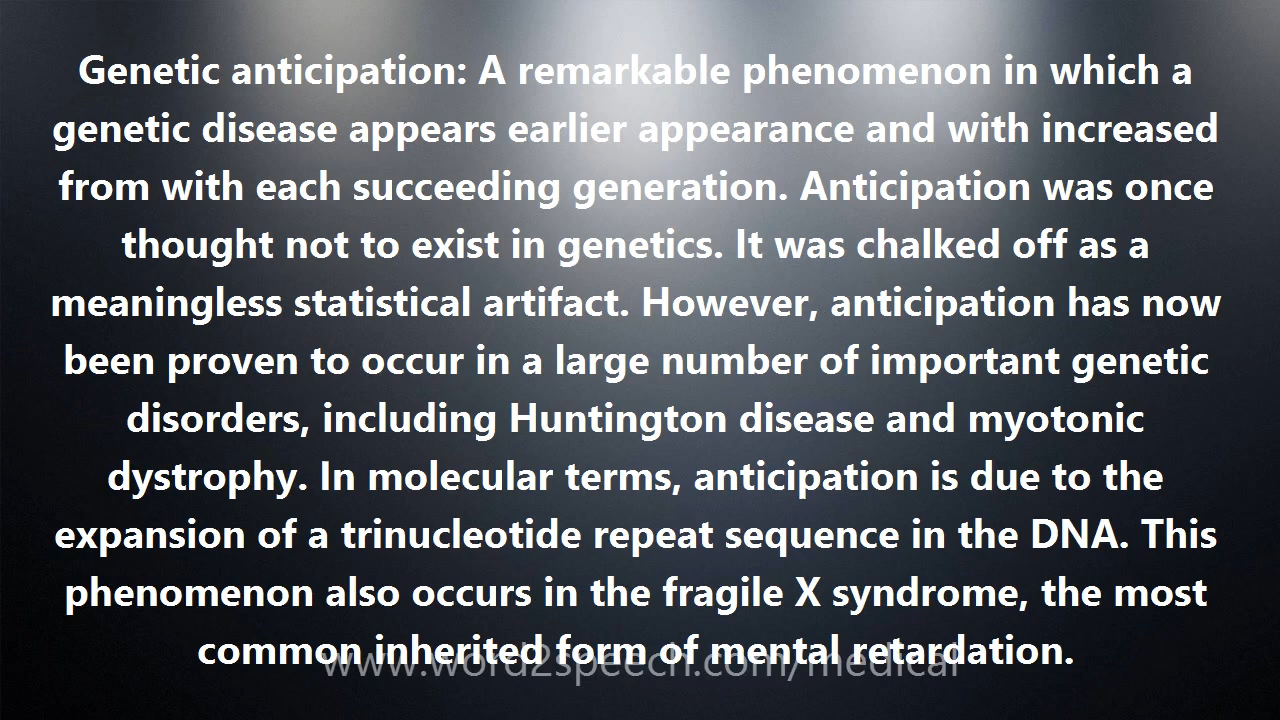 Genetic anticipation: A remarkable phenomenon in which a
genetic disease appears earlier appearance and with increased
from with each succeeding generation. Anticipation was once
thought not to exist in genetics. It was chalked off as a
meaningless statistical artifact. However, anticipation has now
been proven to occur in a large number of important genetic
disorders, including Huntington disease and myotonic
dystrophy. In molecular terms, anticipation is due to the
expansion of a trinucleotide repeat sequence in the DNA. This
phenomenon also occurs in the fragile X syndrome, the most
common inherited form of mental retardation.
www.word2speech.com/medical